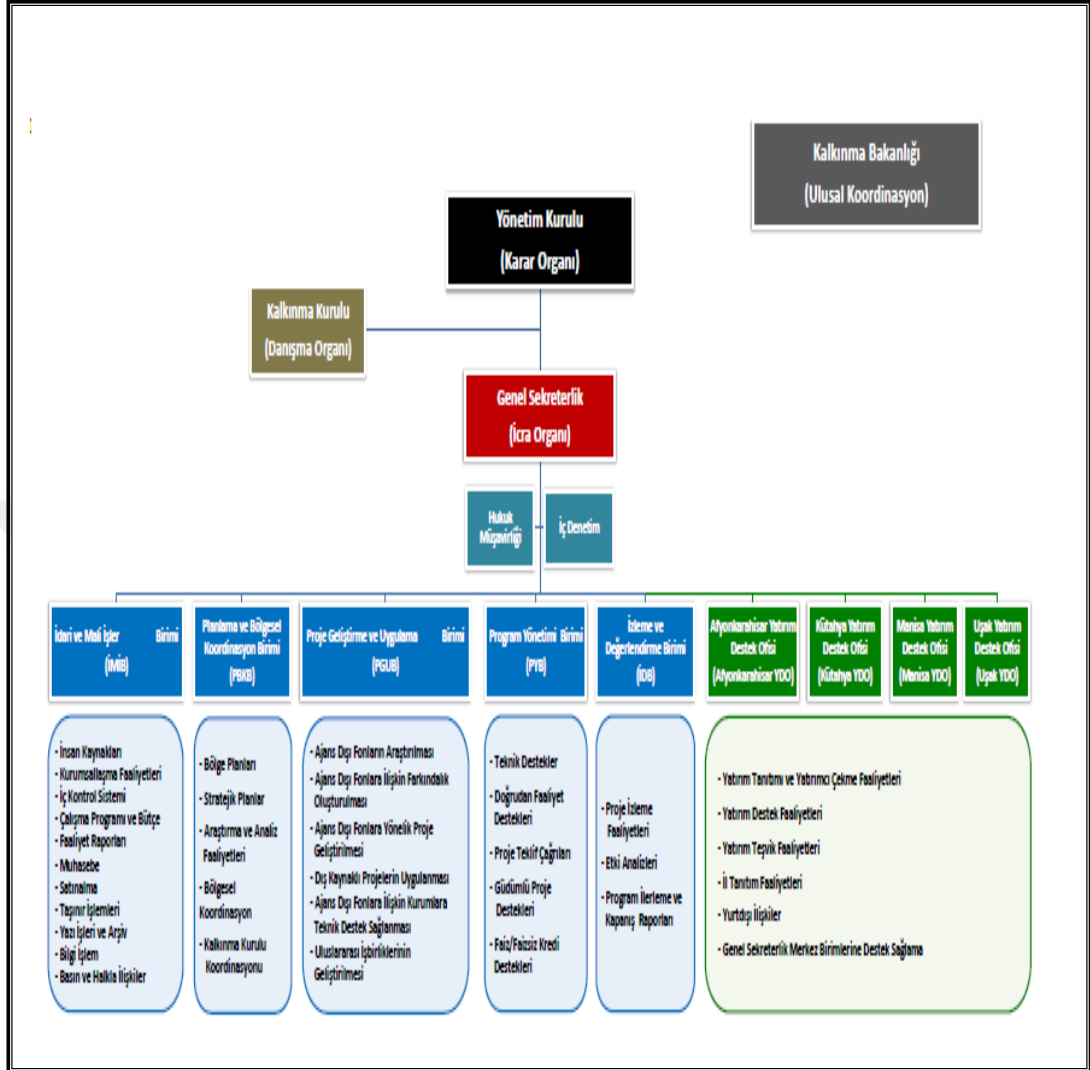 Kalkınma Bakanlığı
(Ulusal Koordinasyon)
Yönetim Kurulu
(Karar Organı)
Kalkınma Kurulu
(Danışma Organı)
Genel Sekreterlik
(İcra Organı)
Hukuk
Müşavirliği
İç Denetim
İdari ve Mali İşler Birimi
(İMİB)
Planlama ve Bölgesel
Koordinasyon Birimi
(PBKB)
Proje Geliştirme ve Uygulama Birimi
(PGUB)
Program Yönetimi Birimi
(PYB)
İzleme ve
Değerlendirme Birimi
(İDB)
Afyonkarahisar Yatırım
Destek Ofisi
(Afyonkarahisar YDO)
Kütahya Yatırım
Destek Ofisi
(Kütahya YDO)
Manisa Yatırım
Destek Ofisi
(Manisa YDO)
Uşak Yatırım
Destek Ofisi
(Uşak YDO)
- İnsan Kaynakları
- Kurumsallaşma Faaliyetleri
- İç Kontrol Sistemi
- Çalışma Programı ve Bütçe
- Faaliyet Raporları
- Muhasebe
- Satınalma
- Taşınır İşlemleri
- Yazı İşleri ve Arşiv
- Bilgi İşlem
- Basın ve Halkla İlişkiler
- Bölge Planları
- Stratejik Planlar
- Araştırma ve Analiz
Faaliyetleri
- Bölgesel
Koordinasyon
- Kalkınma Kurulu
Koordinasyonu
- Ajans Dışı Fonların Araştırılması
- Ajans Dışı Fonlara İlişkin Farkındalık
Oluşturulması
- Ajans Dışı Fonlara Yönelik Proje
Geliştirilmesi
- Dış Kaynaklı Projelerin Uygulanması
- Ajans Dışı Fonlara İlişkin Kurumlara
Teknik Destek Sağlanması
- Uluslararası İşbirliklerinin
Geliştirilmesi
- Teknik Destekler
- Doğrudan Faaliyet
Destekleri
- Proje Teklif Çağrıları
- Güdümlü Proje
Destekleri
- Faiz/Faizsiz Kredi
Destekleri
- Proje İzleme
Faaliyetleri
- Etki Analizleri
- Program İlerleme ve
Kapanış Raporları
- Yatırım Tanıtımı ve Yatırımcı Çekme Faaliyetleri
- Yatırım Destek Faaliyetleri
- Yatırım Teşvik Faaliyetleri
- İl Tanıtım Faaliyetleri
- Yurtdışı İlişkiler
- Genel Sekreterlik Merkez Birimlerine Destek Sağlama